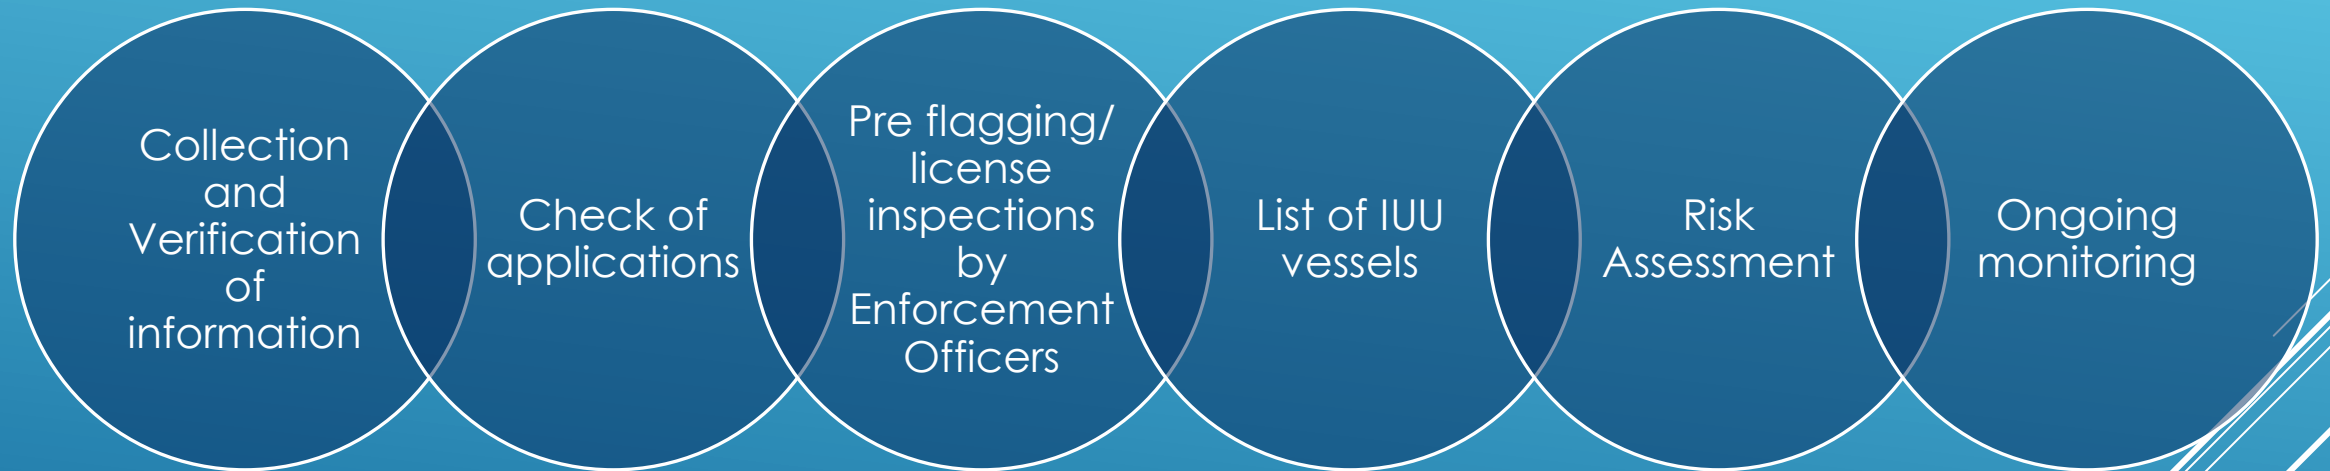 Collection
and
Verification
of
information
Check of
applications
Pre flagging/
license
inspections
by
Enforcement
Officers
List of IUU
vessels
Risk
Assessment
Ongoing
monitoring